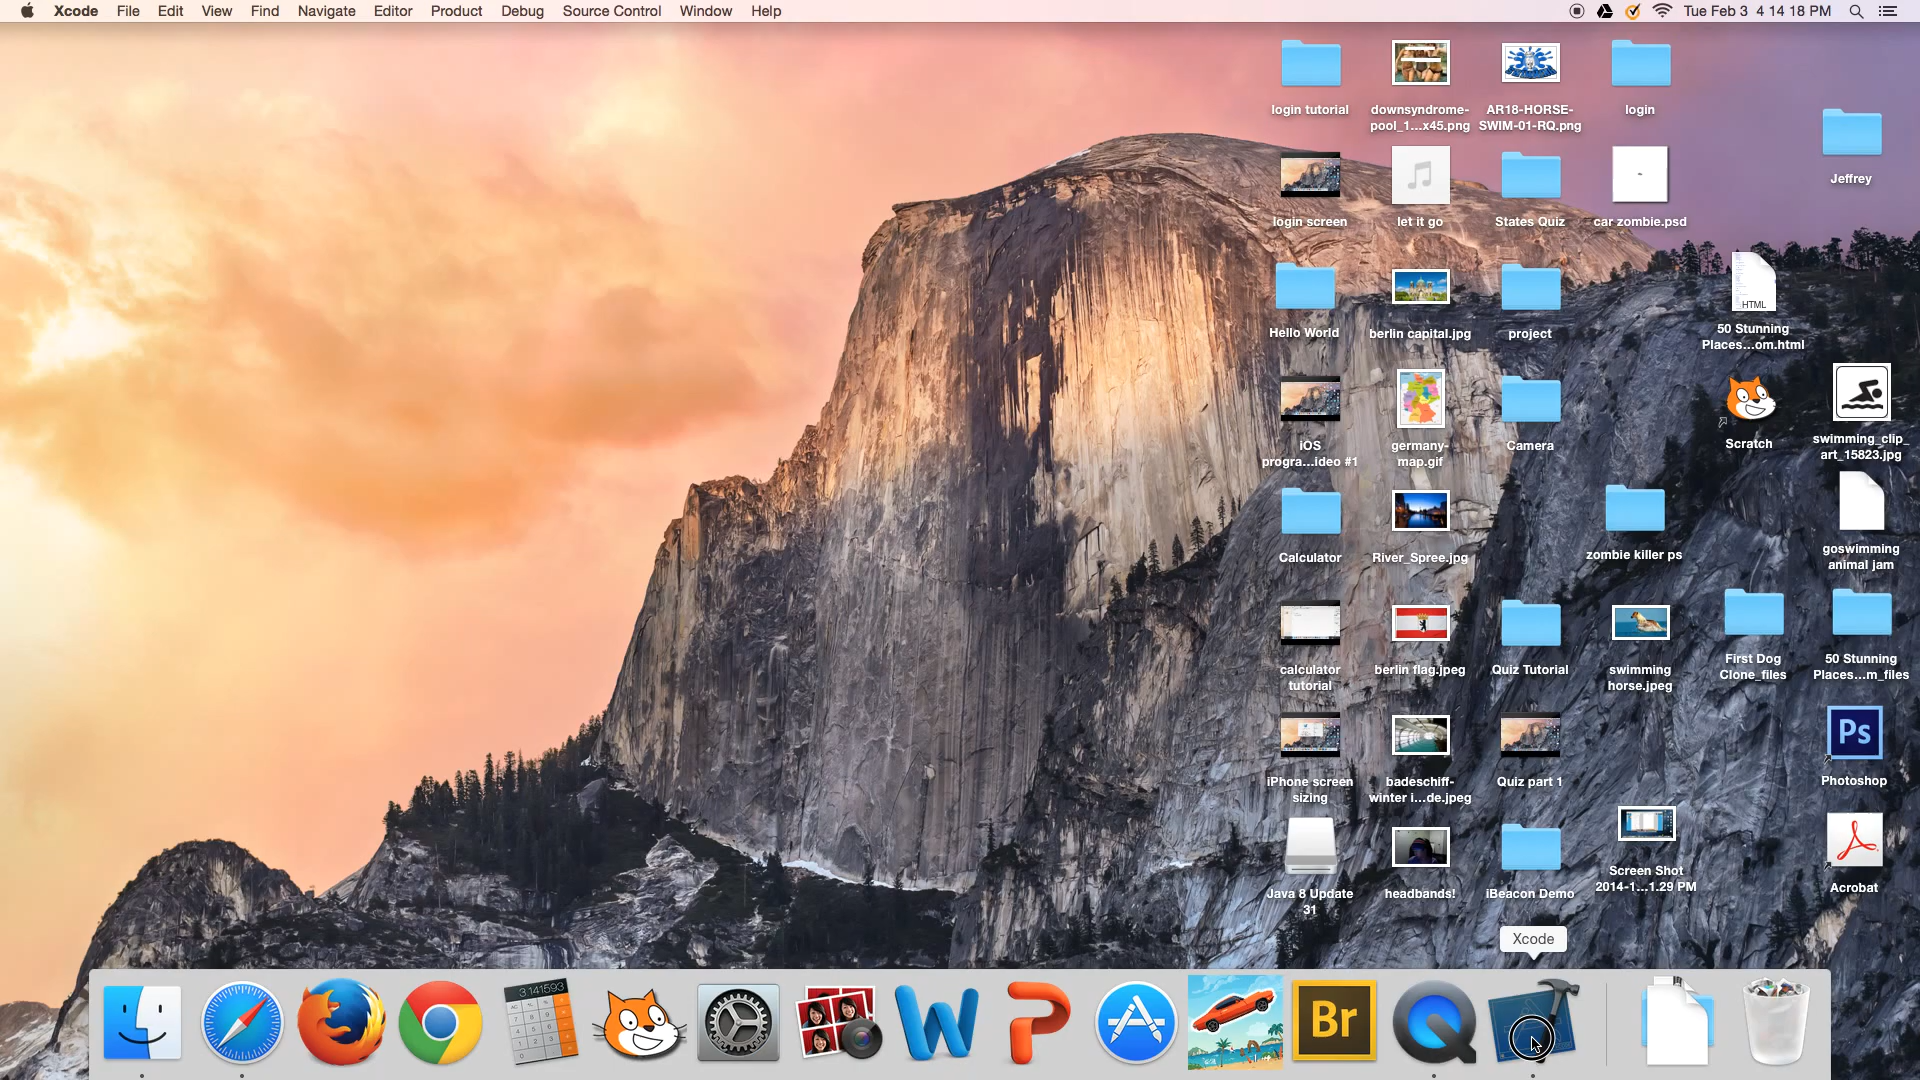 Xcode File Edit View Find Navigate Editor Product Debug Source Control Window Help
Tue Feb 3 4 14 18 PM
login tutorial
downsyndrome-
pool_1...x45.png
AR18-HORSE-
SWIM-01-RQ.png
login
Jeffrey
login screen
let it go
States Quiz
car zombie.psd
HTML
50 Stunning
Places...om.html
Hello World
berlin capital.jpg
project
iOS
progra...ideo #1
germany-
map.gif
Camera
Scratch
swimming_clip_
art_15823.jpg
Calculator
River_Spree.jpg
zombie killer ps
goswimming
animal jam
calculator
tutorial
berlin flag.jpeg
Quiz Tutorial
swimming
horse.jpeg
First Dog
Clone_files
50 Stunning
Places...m_files
iPhone screen
sizing
badeschiff-
winter i...de.jpeg
Quiz part 1
Ps
Photoshop
Java 8 Update
31
headbands!
iBeacon Demo
Screen Shot
2014-1...1.29 PM
Acrobat
Xcode
3.141593
Br